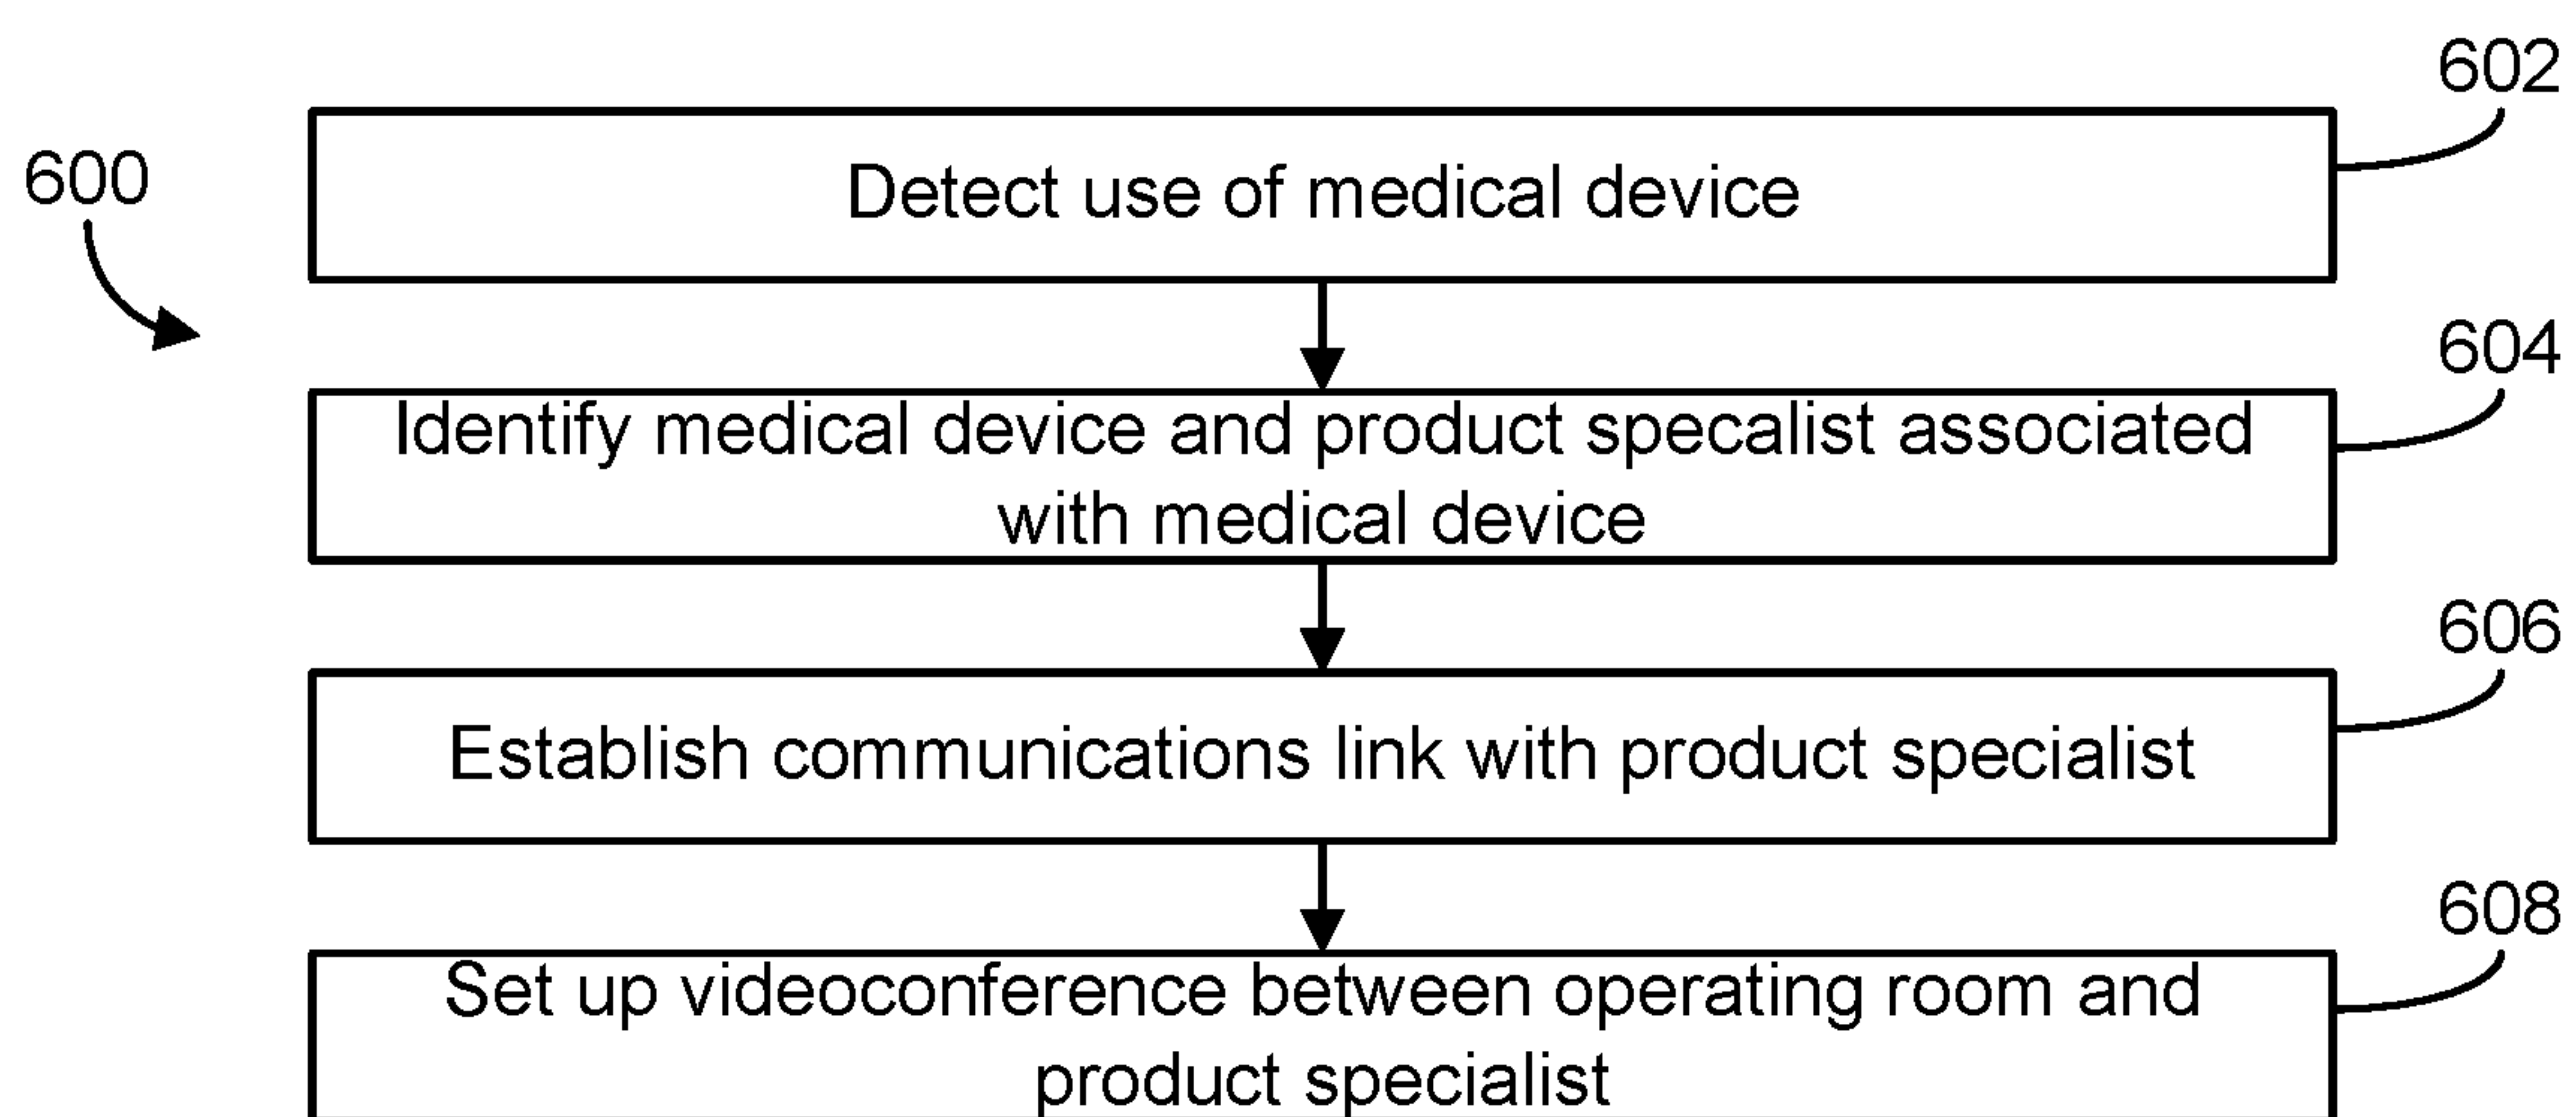 602
600
Detect use of medical device
604
Identify medical device and product specalist associated
with medical device
606
Establish communications link with product specialist
608
Set up videoconference between operating room and
product specialist